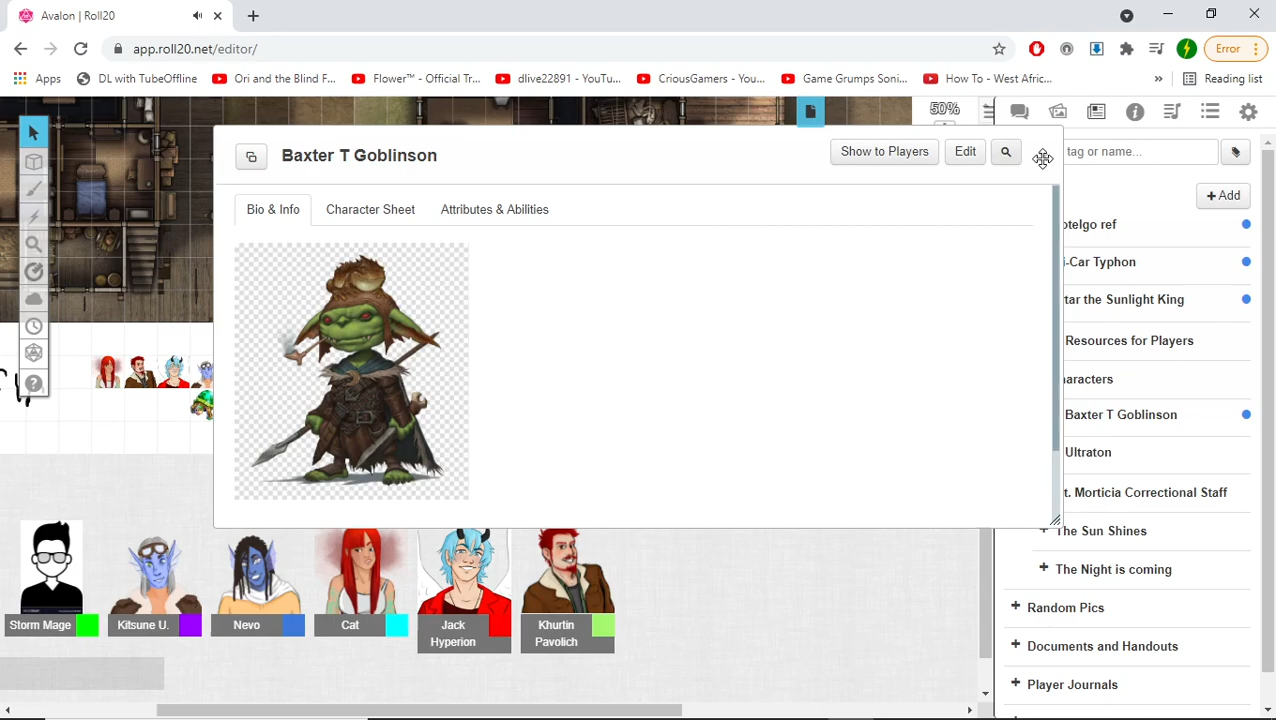 Avalon | Roll20
app.roll20.net/editor/
Error
Apps
DL with TubeOffline
Ori and the Blind F...
Flower™ - Official Tr...
dlive22891 - YouTu...
CriousGamers - You...
Game Grumps Soni...
How To - West Afric...
»
Reading list
50%
Baxter T Goblinson
Show to Players
Edit
tag or name...
+ Add
Bio & Info
Character Sheet
Attributes & Abilities
otelgo ref
i-Car Typhon
tar the Sunlight King
Resources for Players
aracters
Baxter T Goblinson
Ultraton
t. Morticia Correctional Staff
+ The Sun Shines
+ The Night is coming
+ Random Pics
+ Documents and Handouts
+ Player Journals
Storm Mage
Kitsune U.
Nevo
Cat
Jack
Hyperion
Khurtin
Pavolich